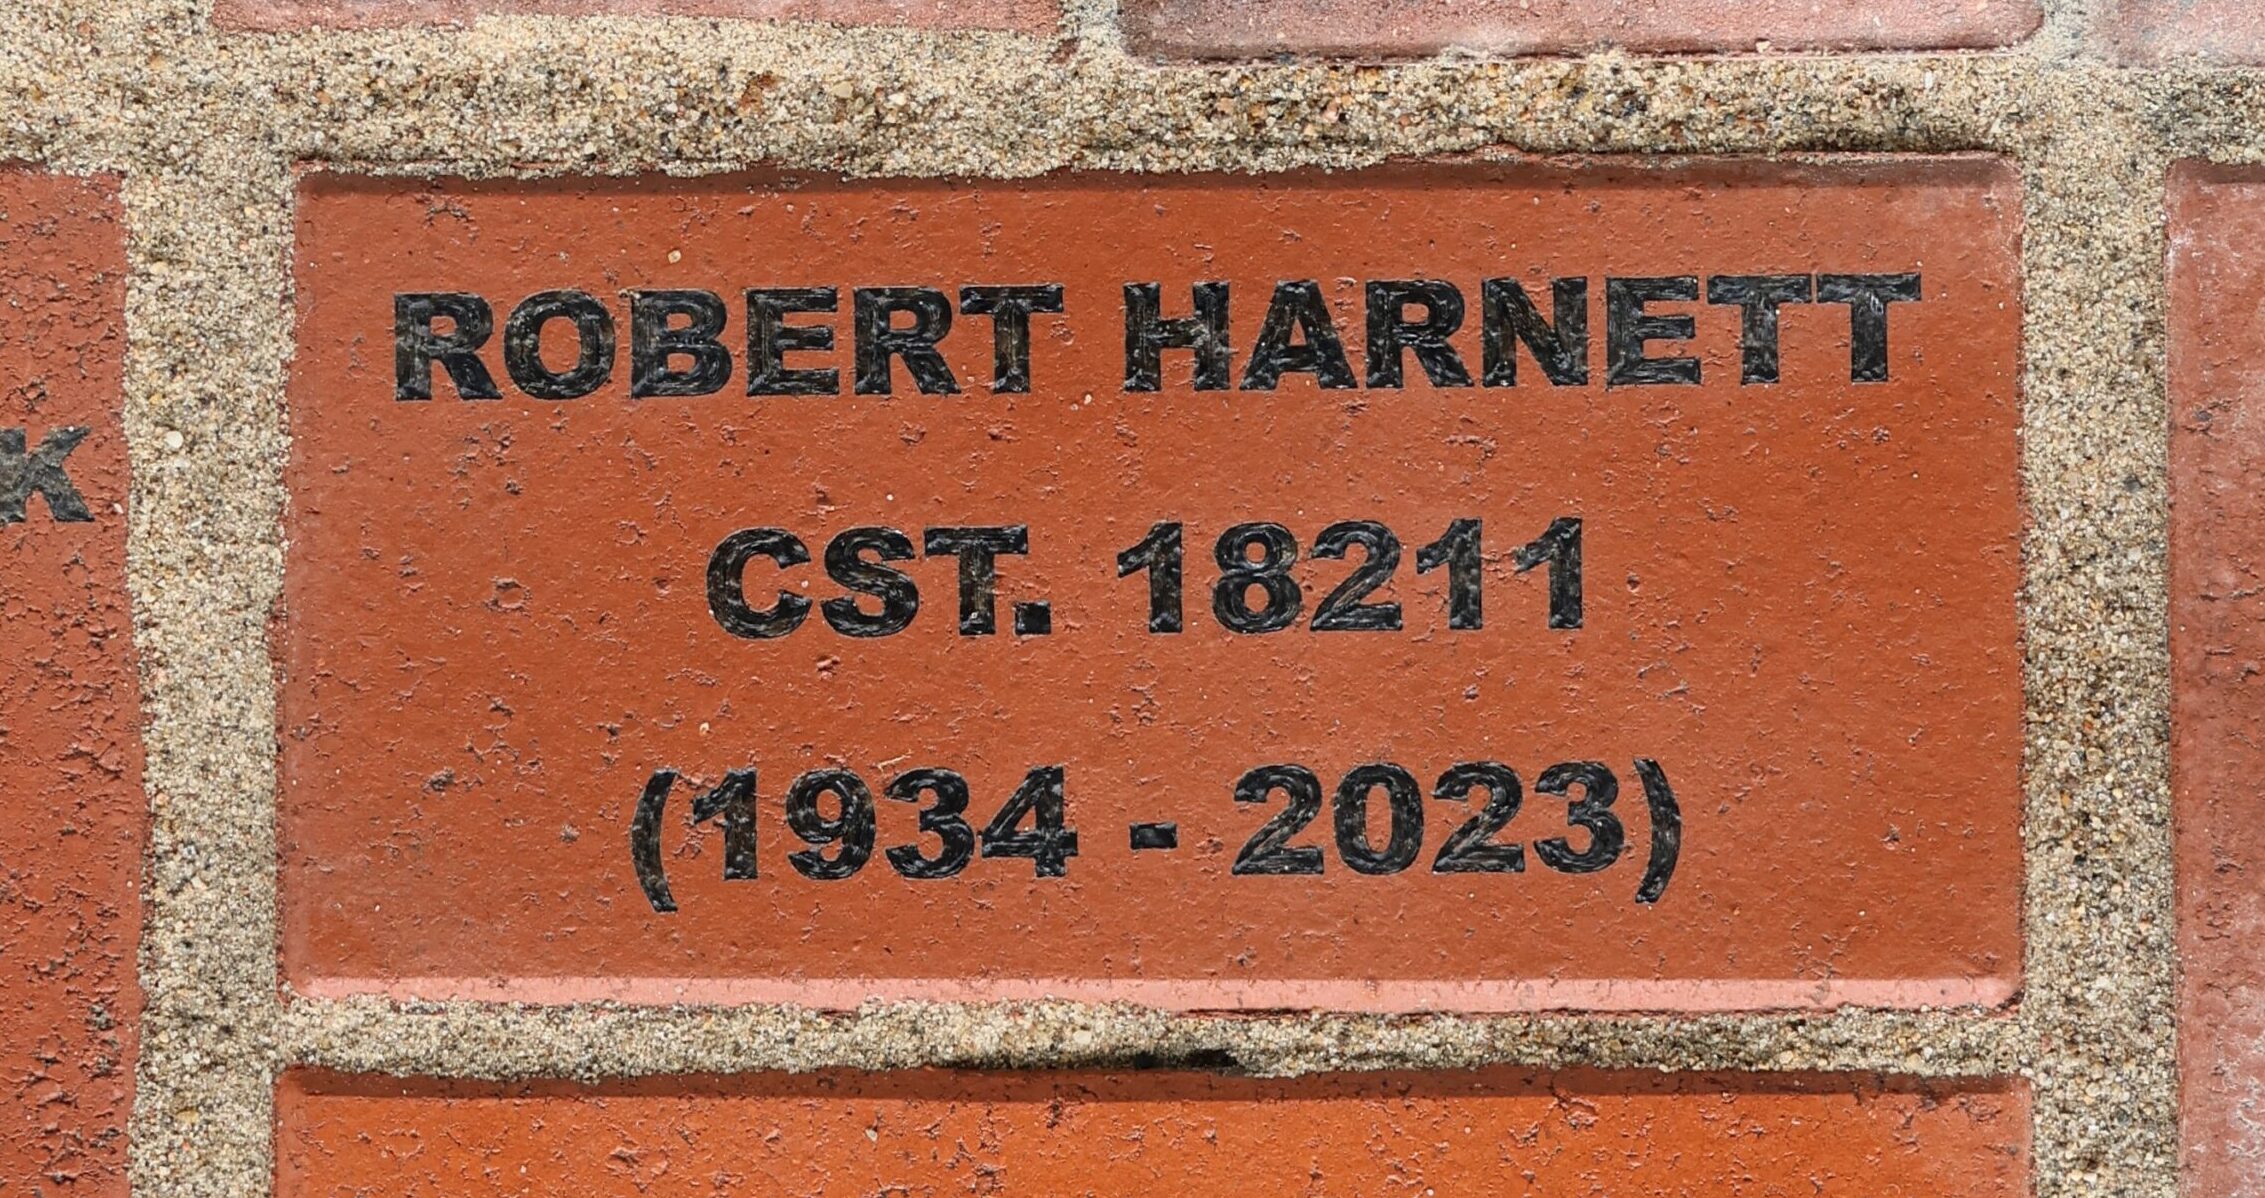 ROBERT HARNETT
CST. 18211
(1934 - 2023)
K